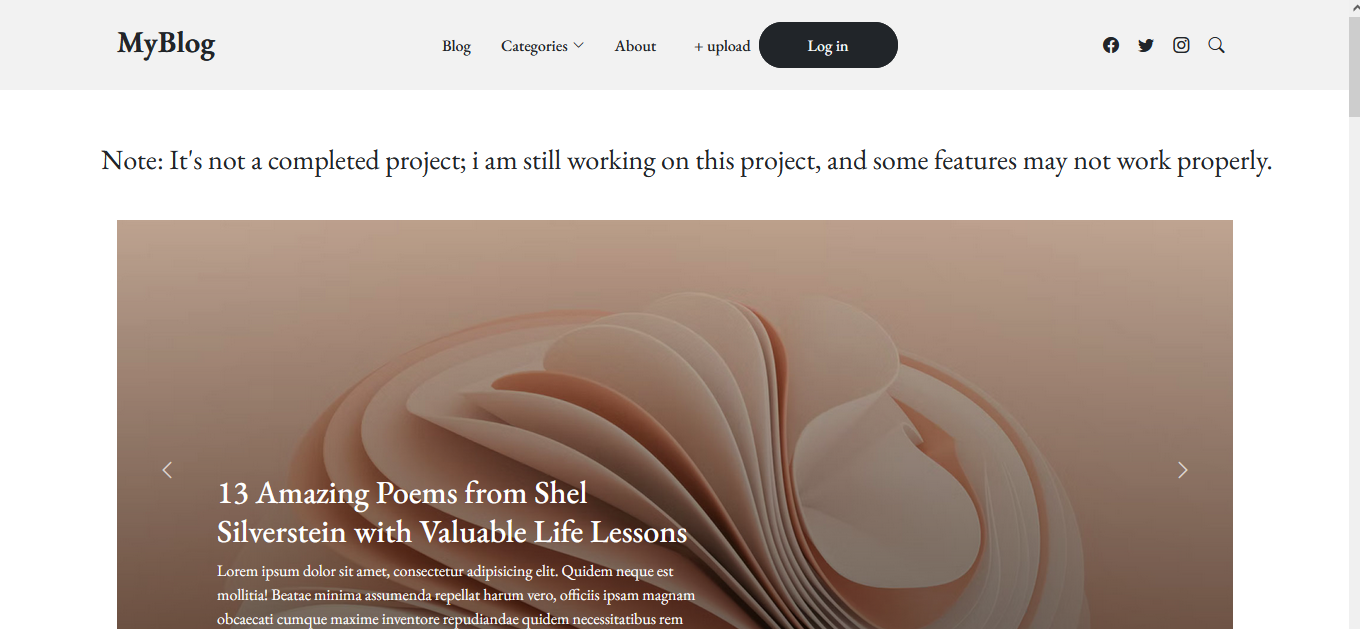 MyBlog
Blog Categories About + upload Log in
Note: It's not a completed project; i am still working on this project, and some features may not work properly.
13 Amazing Poems from Shel
Silverstein with Valuable Life Lessons
Lorem ipsum dolor sit amet, consectetur adipisicing elit. Quidem neque est
mollitia! Beatae minima assumenda repellat harum vero, officiis ipsam magnam
obcaecati cumque maxime inventore repudiandae quidem necessitatibus rem